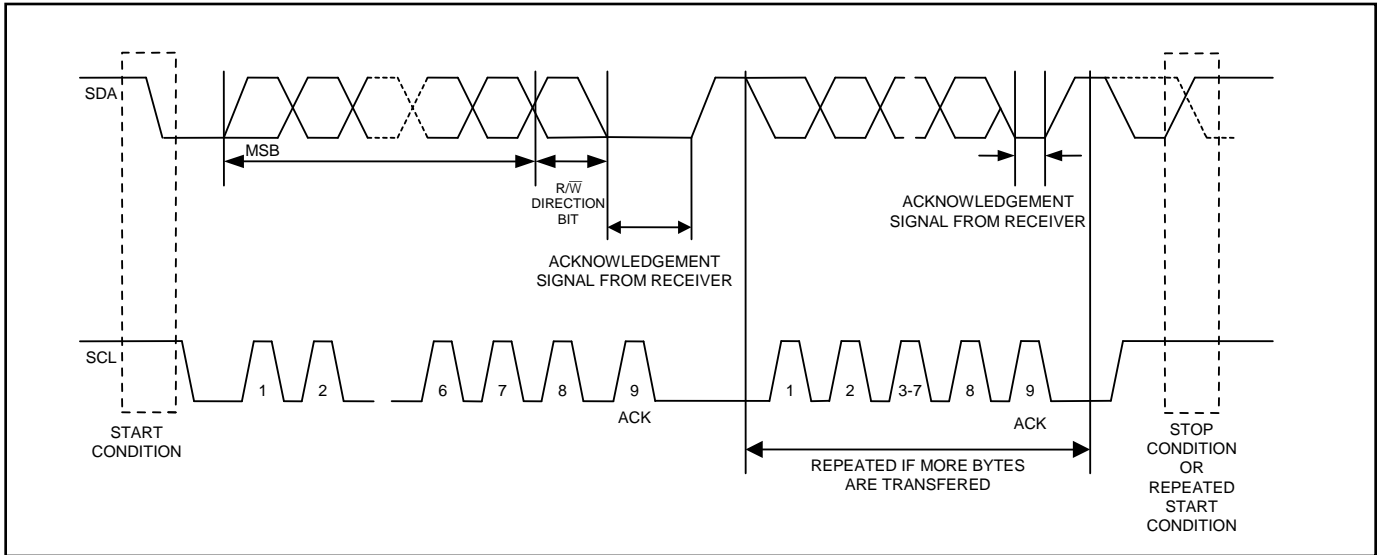 SDA
MSB
R/W̅
DIRECTION
BIT
ACKNOWLEDGEMENT
SIGNAL FROM RECEIVER
ACKNOWLEDGEMENT
SIGNAL FROM RECEIVER
SCL
1 2 6 7 8 9 1 2 3-7 8 9
ACK ACK
START
CONDITION
REPEATED IF MORE BYTES
ARE TRANSFERED
STOP
CONDITION
OR
REPEATED
START
CONDITION